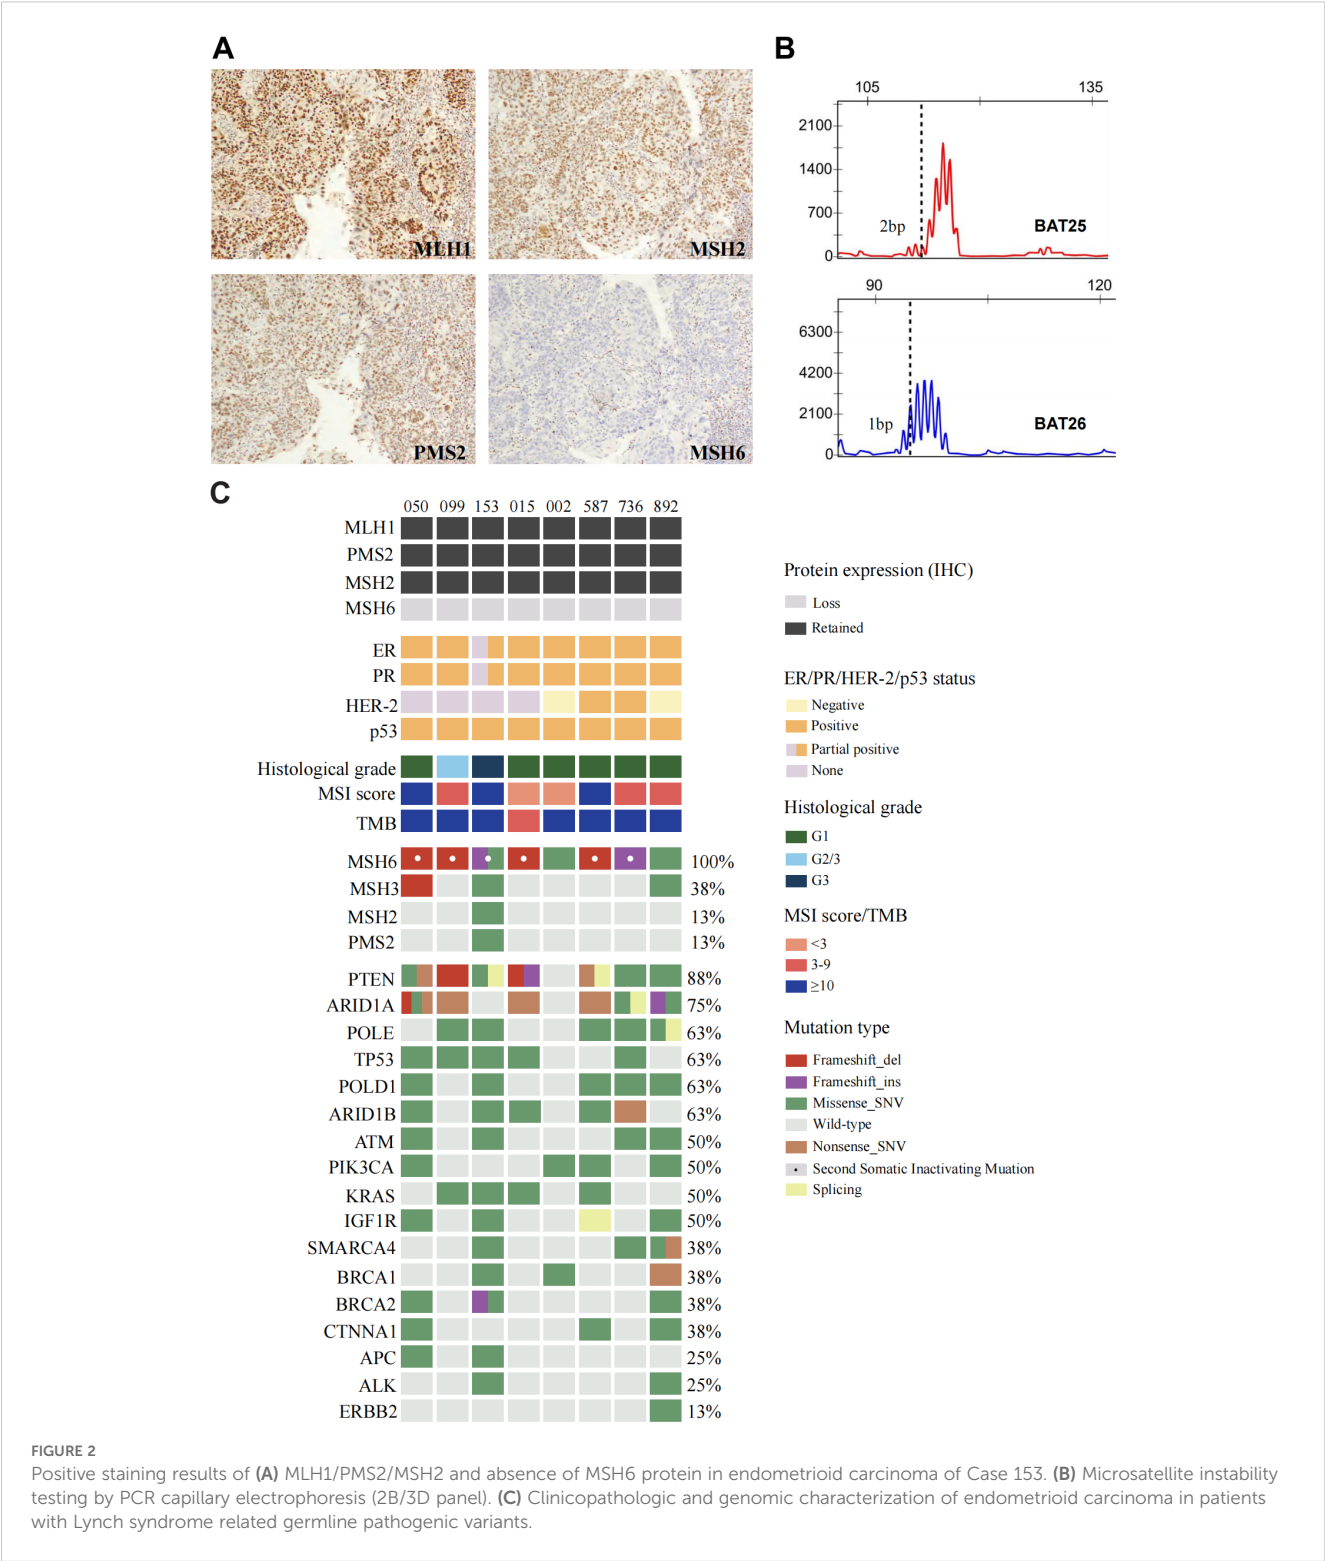 A
B
MLH1
MSH2
PMS2
MSH6
105
135
2100
1400
700
0
2bp
BAT25
90
120
6300
4200
2100
0
1bp
BAT26
C
050 099 153 015 002 587 736 892
MLH1
PMS2
MSH2
MSH6
ER
PR
HER-2
p53
Histological grade
MSI score
TMB
MSH6 100%
MSH3 38%
MSH2 13%
PMS2 13%
PTEN 88%
ARID1A 75%
POLE 63%
TP53 63%
POLD1 63%
ARID1B 63%
ATM 50%
PIK3CA 50%
KRAS 50%
IGF1R 50%
SMARCA4 38%
BRCA1 38%
BRCA2 38%
CTNNA1 38%
APC 25%
ALK 25%
ERBB2 13%
Protein expression (IHC)
Loss
Retained
ER/PR/HER-2/p53 status
Negative
Positive
Partial positive
None
Histological grade
G1
G2/3
G3
MSI score/TMB
<3
3-9
≥10
Mutation type
Frameshift_del
Frameshift_ins
Missense_SNV
Wild-type
Nonsense_SNV
Second Somatic Inactivating Muation
Splicing
FIGURE 2
Positive staining results of (A) MLH1/PMS2/MSH2 and absence of MSH6 protein in endometrioid carcinoma of Case 153. (B) Microsatellite instability
testing by PCR capillary electrophoresis (2B/3D panel). (C) Clinicopathologic and genomic characterization of endometrioid carcinoma in patients
with Lynch syndrome related germline pathogenic variants.